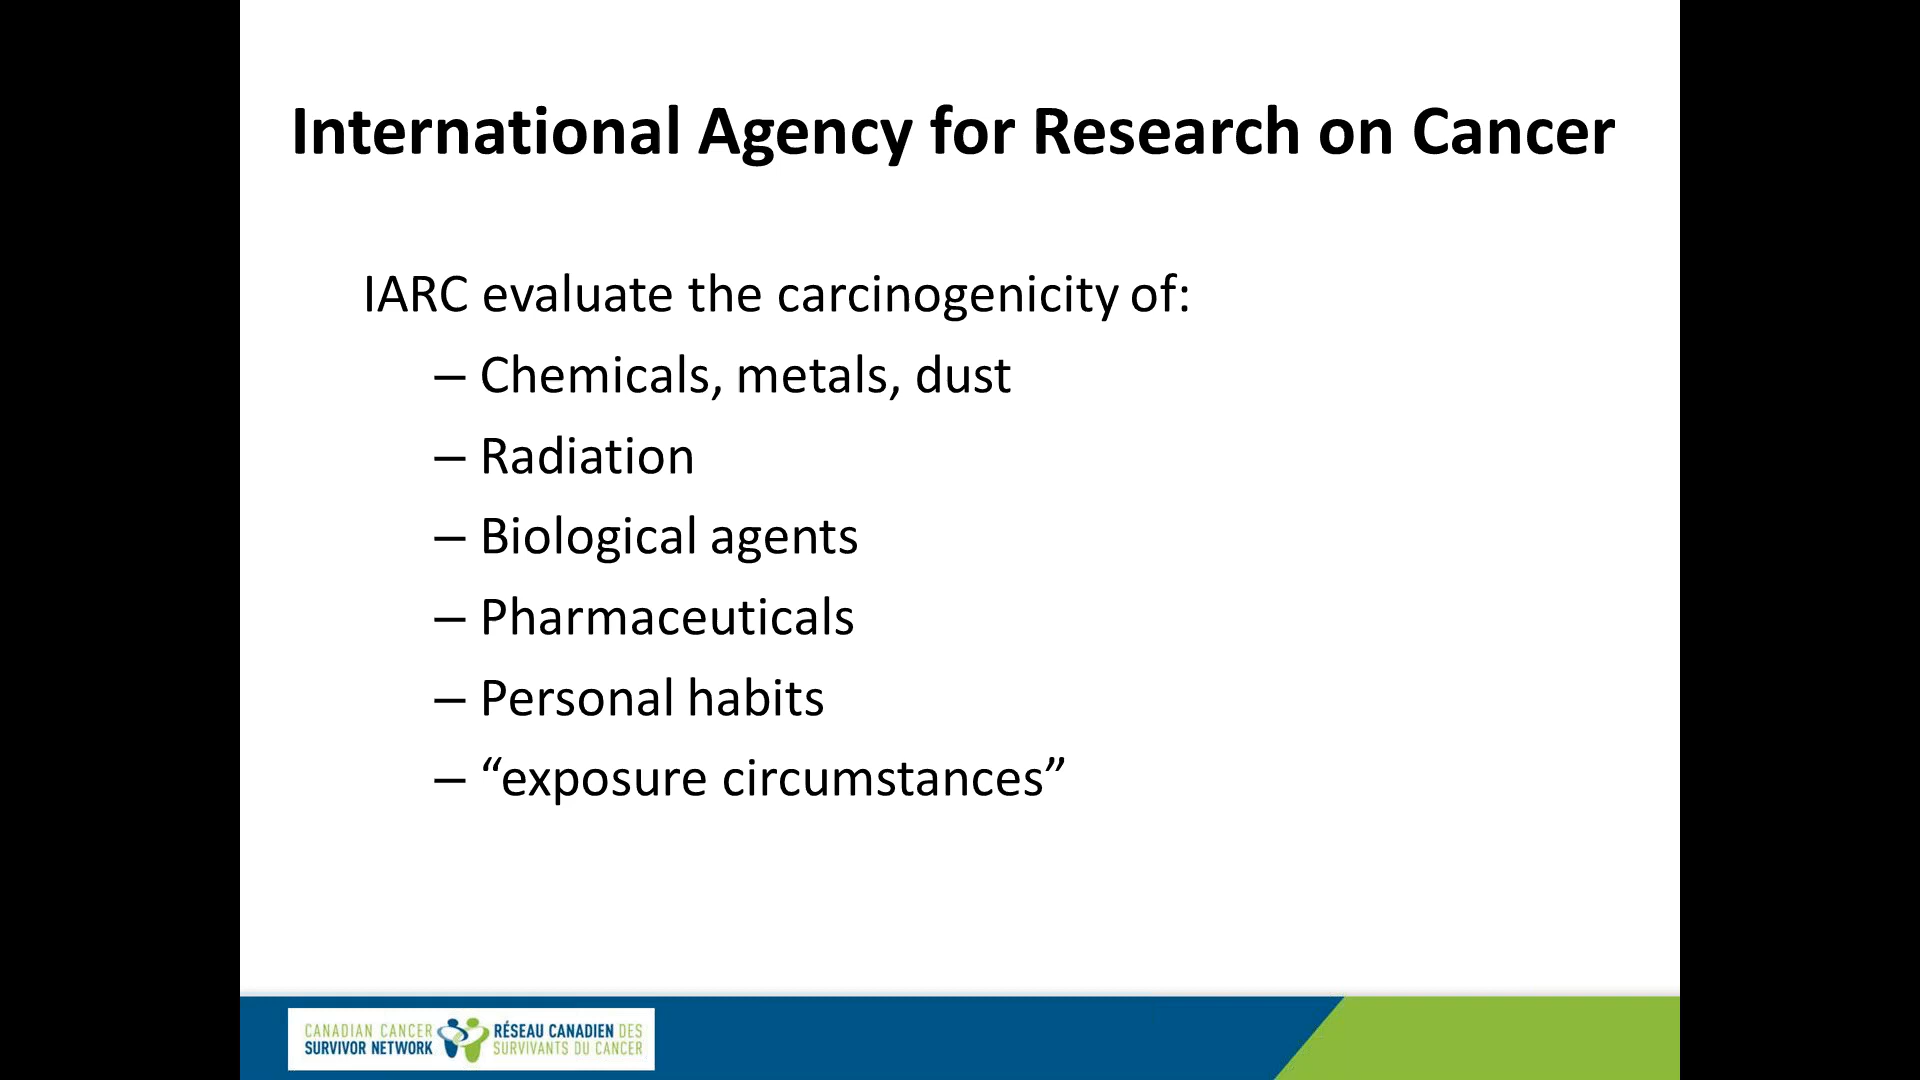 International Agency for Research on Cancer
IARC evaluate the carcinogenicity of:
– Chemicals, metals, dust
– Radiation
– Biological agents
– Pharmaceuticals
– Personal habits
– “exposure circumstances”
CANADIAN CANCER
SURVIVOR NETWORK
RÉSEAU CANADIEN DES
SURVIVANTS DU CANCER